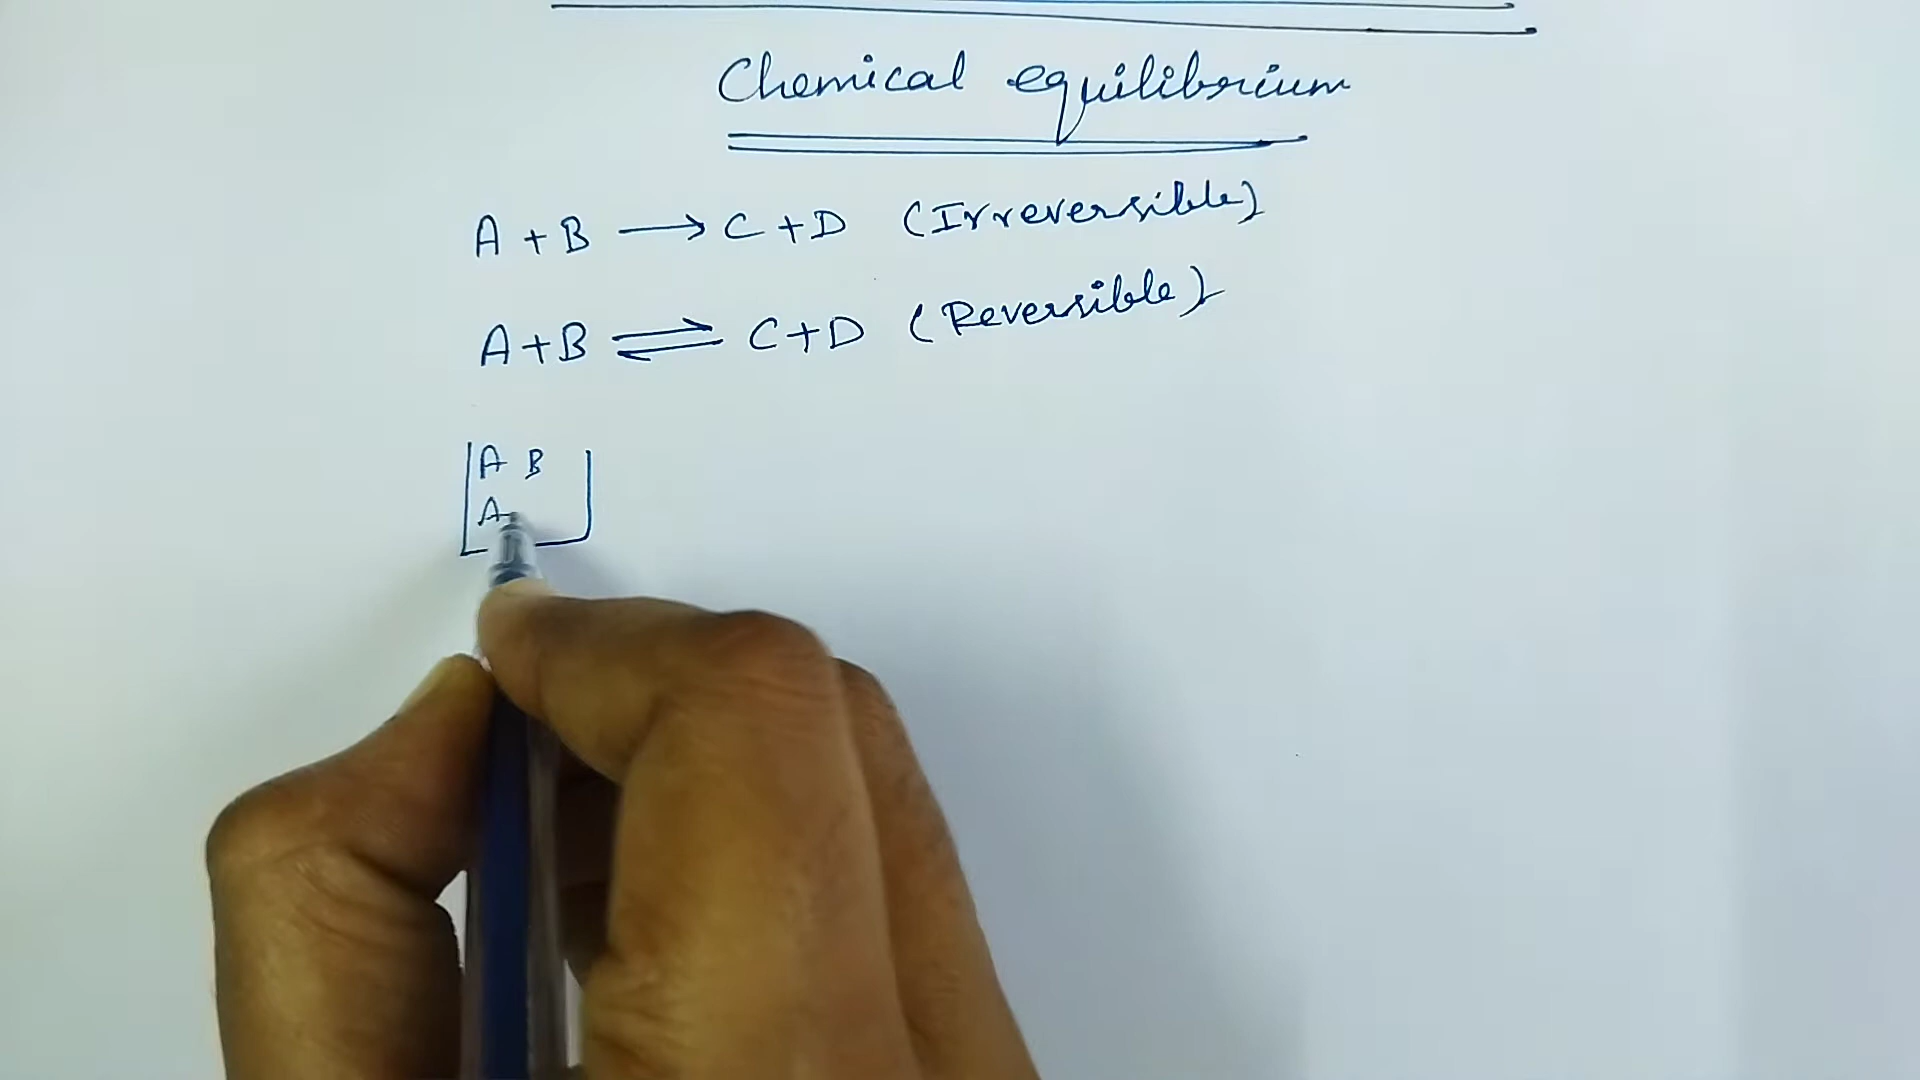 Chemical equilibrium
A + B ⟶ C + D (Irreversible)
A + B ⇌ C + D (Reversible)
A B
A